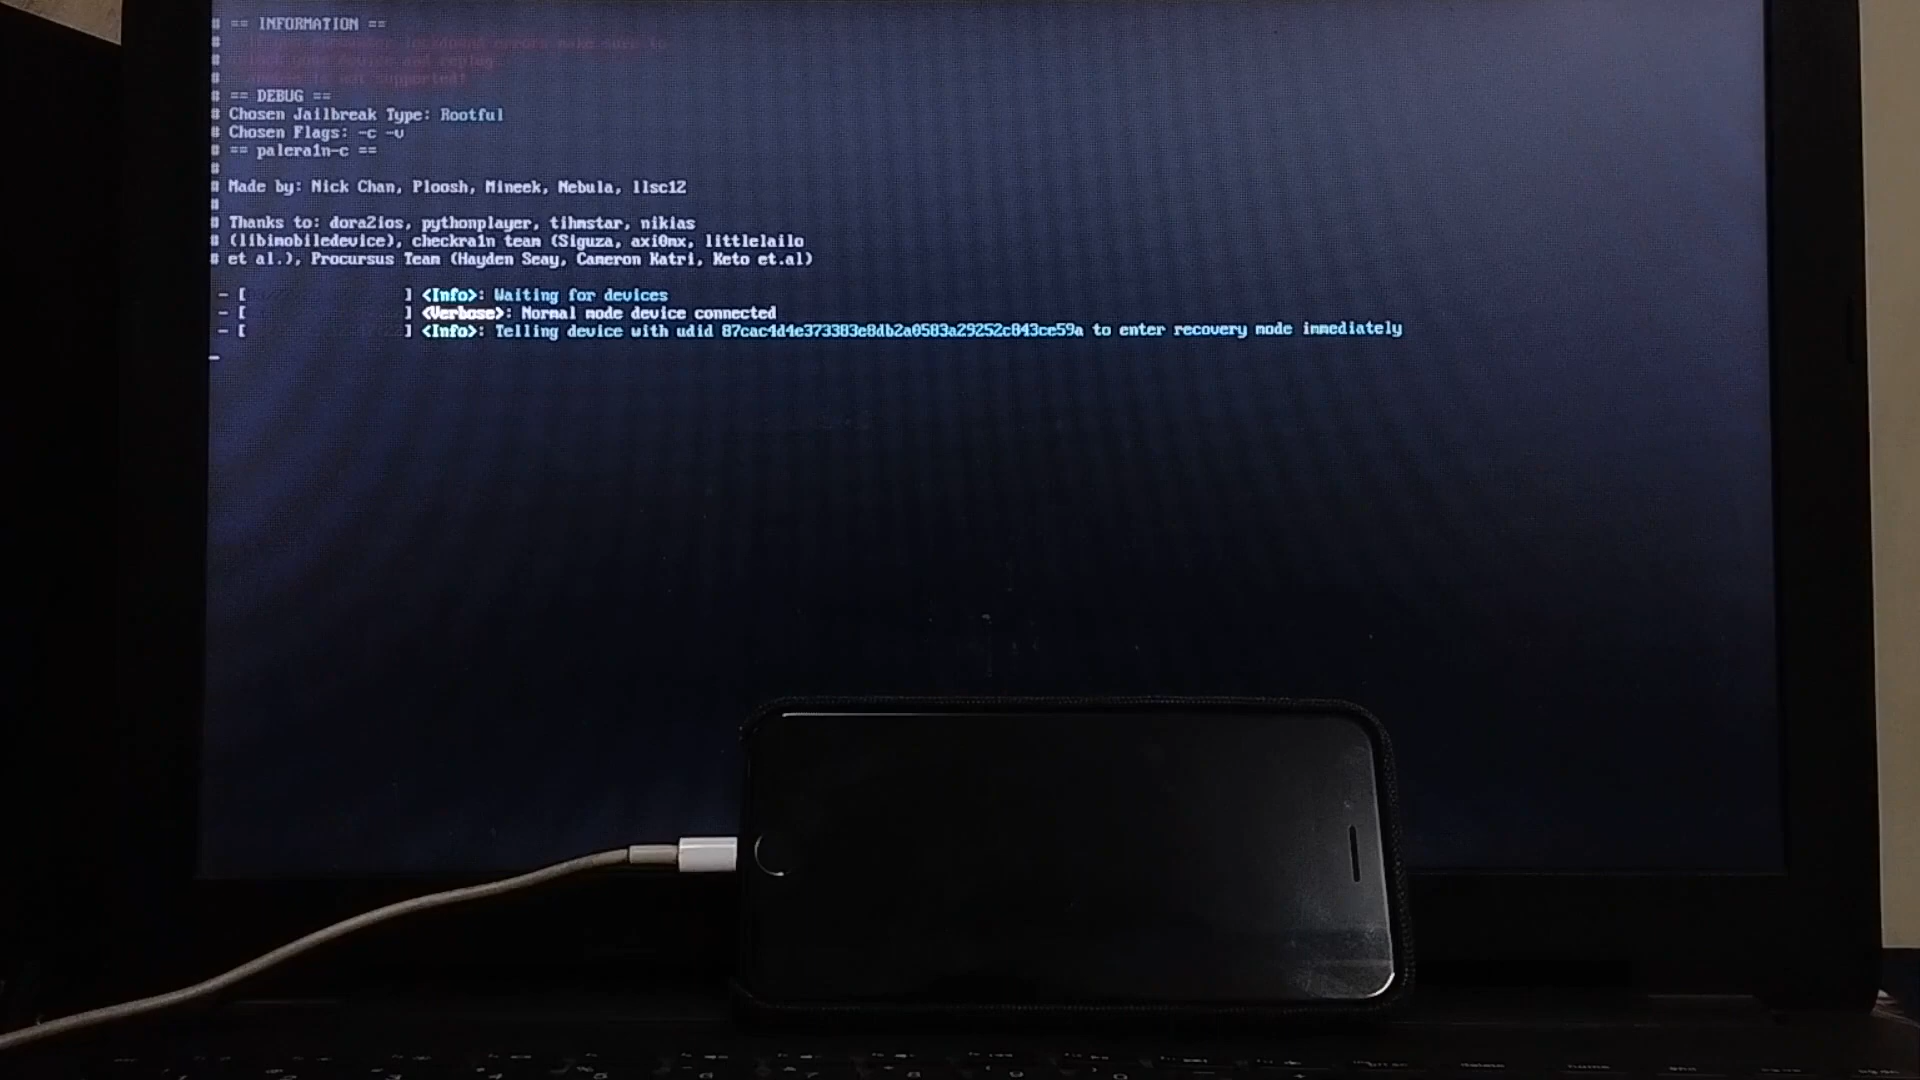 # == INFORMATION ==
#
#
# not supported!
# == DEBUG ==
# Chosen Jailbreak Type: Rootful
# Chosen Flags: -c -v
# == palera1n-c ==
#
# Made by: Nick Chan, Ploosh, Mineek, Nebula, llsc12
#
# Thanks to: dora2ios, pythonplayer, tihmstar, nikias
# (libimobiledevice), checkra1n team (Siguza, axi0mx, littlelailo
# et al.), Procursus Team (Hayden Seay, Cameron Katri, Keto et.al)
- [ ] <Info>: Waiting for devices
- [ ] <Verbose>: Normal mode device connected
- [ ] <Info>: Telling device with udid 87cac4d4e373383e8db2a0583a29252c843ce59a to enter recovery mode immediately